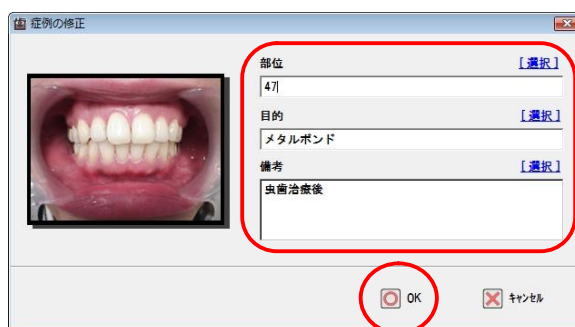 症例の修正
部位 [選択]
47
目的 [選択]
メタルボンド
備考 [選択]
虫歯治療後
OK キャンセル